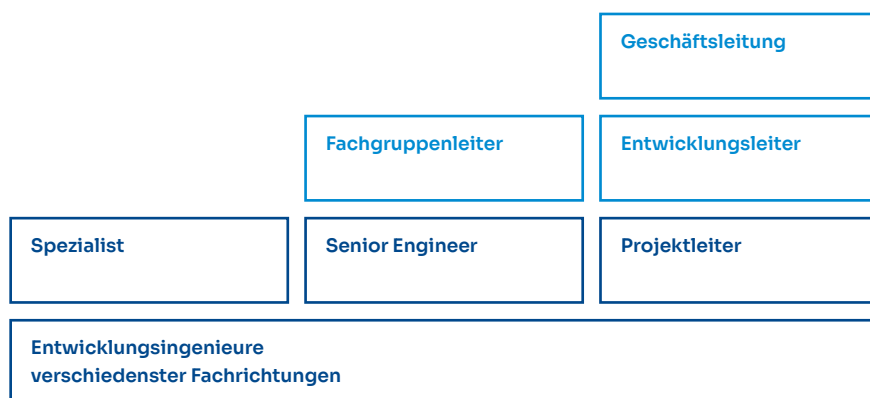 Geschäftsleitung
Fachgruppenleiter
Entwicklungsleiter
Spezialist
Senior Engineer
Projektleiter
Entwicklungsingenieure
verschiedenster Fachrichtungen